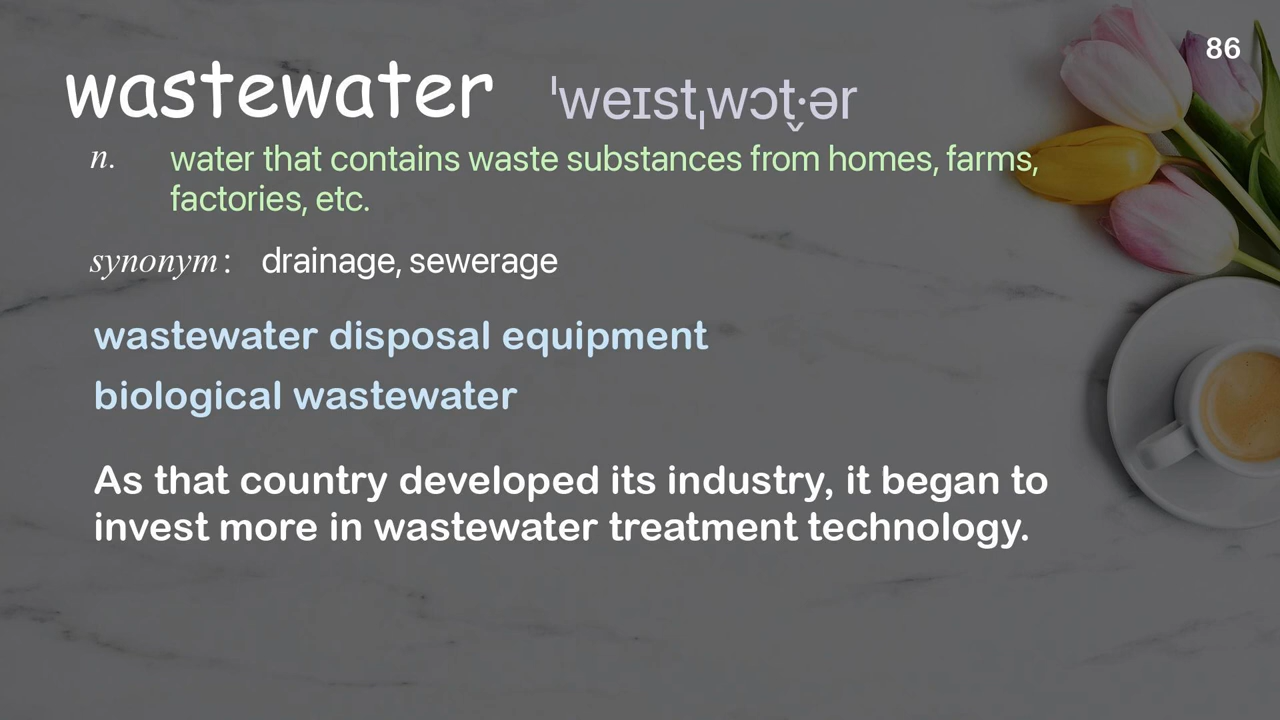 86
wastewater ˈweɪstˌwɔt̬·ər
n. water that contains waste substances from homes, farms,
factories, etc.
synonym: drainage, sewerage
wastewater disposal equipment
biological wastewater
As that country developed its industry, it began to
invest more in wastewater treatment technology.